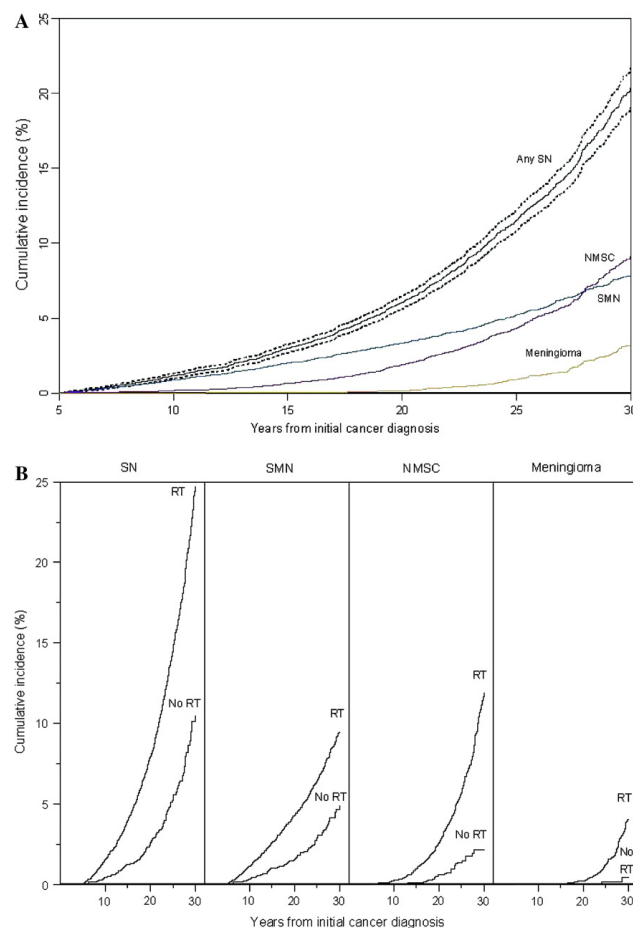 A
25
20
15
10
5
0
Cumulative incidence (%)
Any SN
NMSC
SMN
Meningioma
5 10 15 20 25 30
Years from initial cancer diagnosis
B
SN SMN NMSC Meningioma
25
20
15
10
5
0
Cumulative incidence (%)
RT
No RT
RT
No RT
RT
No RT
RT
No
RT
10 20 30 10 20 30 10 20 30 10 20 30
Years from initial cancer diagnosis